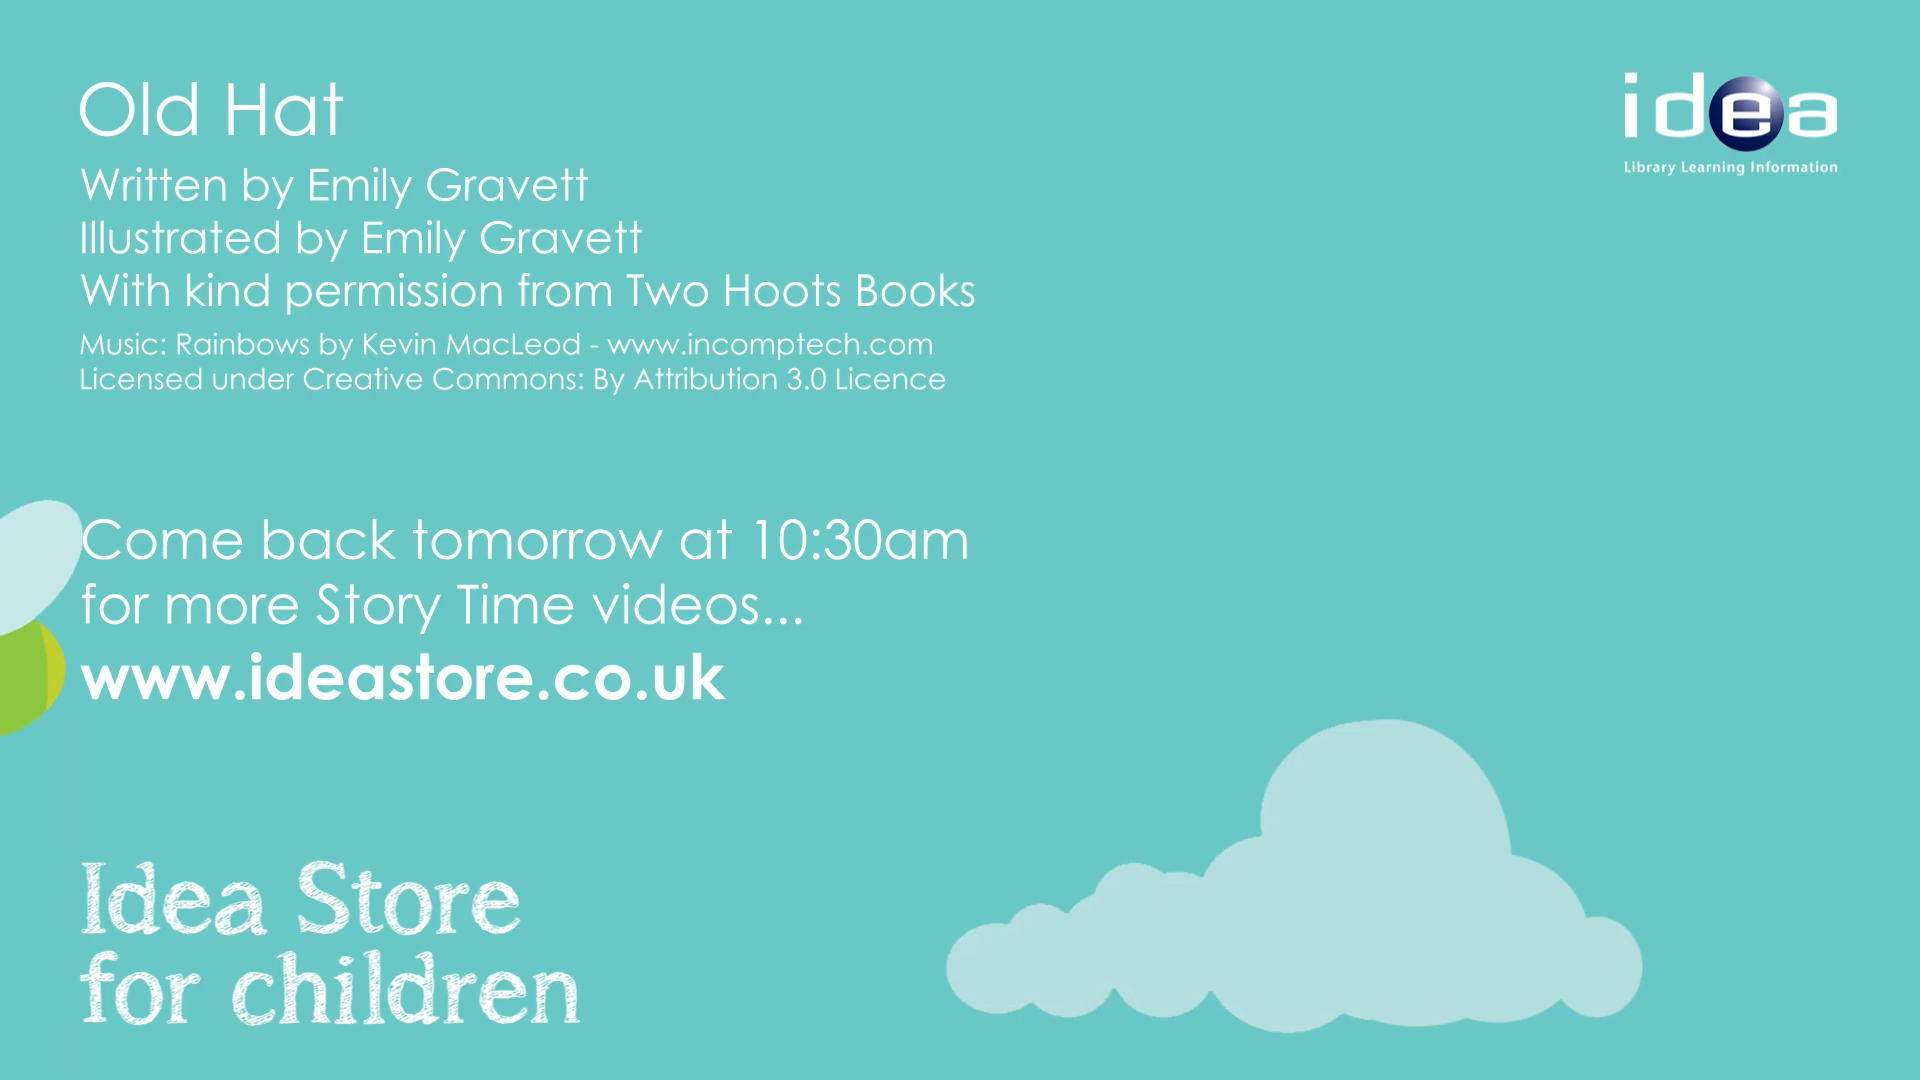 Old Hat
Written by Emily Gravett
Illustrated by Emily Gravett
With kind permission from Two Hoots Books
Music: Rainbows by Kevin MacLeod - www.incomptech.com
Licensed under Creative Commons: By Attribution 3.0 Licence
idea
Library Learning Information
Come back tomorrow at 10:30am
for more Story Time videos...
www.ideastore.co.uk
Idea Store
for children